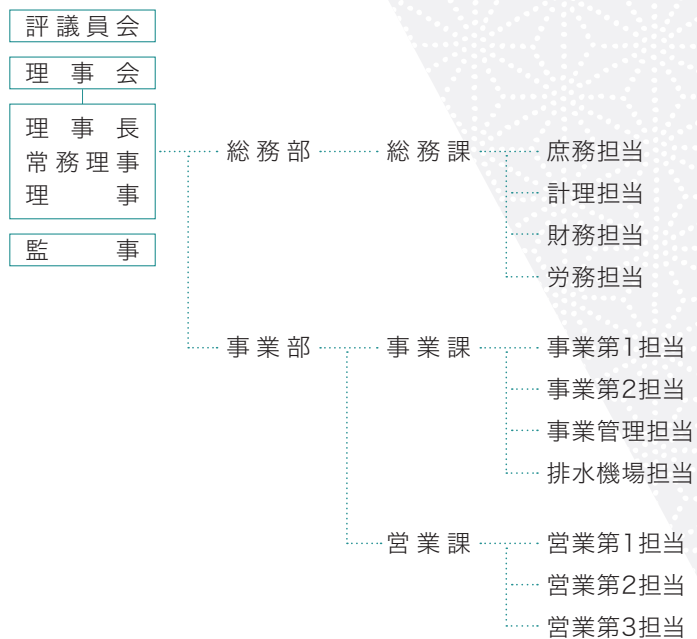 評議員会
理事会
理事長
常務理事
理事
監事
総務部 総務課 庶務担当
計理担当
財務担当
労務担当
事業部 事業課 事業第1担当
事業第2担当
事業管理担当
排水機場担当
営業課 営業第1担当
営業第2担当
営業第3担当